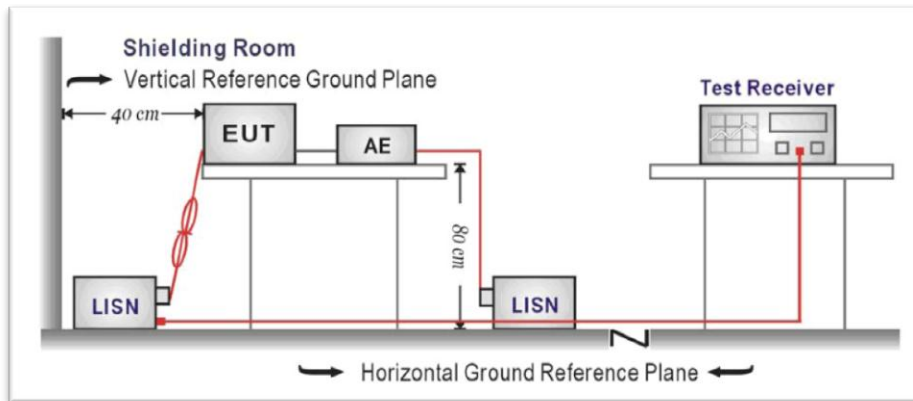 Shielding Room
Vertical Reference Ground Plane
40 cm
EUT
AE
Test Receiver
80 cm
LISN
LISN
Horizontal Ground Reference Plane